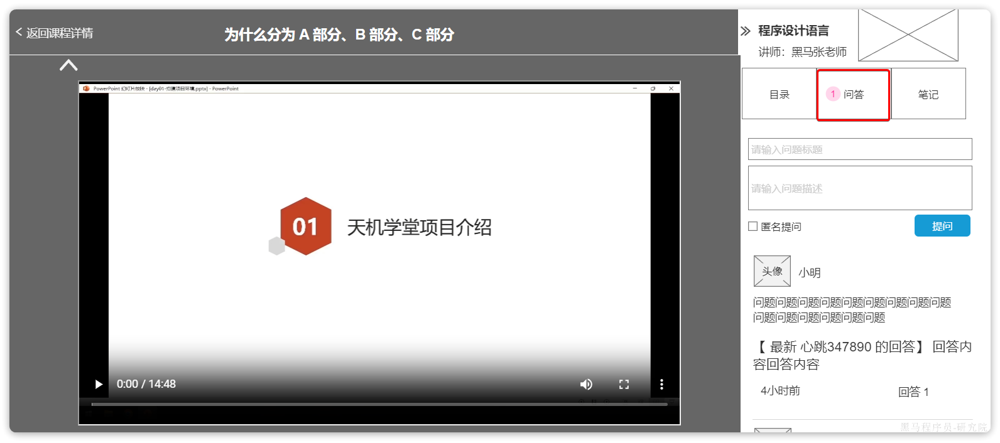 返回课程详情
为什么分为 A 部分、B 部分、C 部分
PowerPoint 幻灯片放映 - [day01-搭建项目环境.pptx] - PowerPoint
01
天机学堂项目介绍
0:00 / 14:48
程序设计语言
讲师：黑马张老师
目录
1 问答
笔记
请输入问题标题
请输入问题描述
匿名提问
提问
头像
小明
问题问题问题问题问题问题问题问题问题
问题问题问题问题问题问题
【 最新 心跳347890 的回答】 回答内
容回答内容
4小时前
回答 1
黑马程序员-研究院